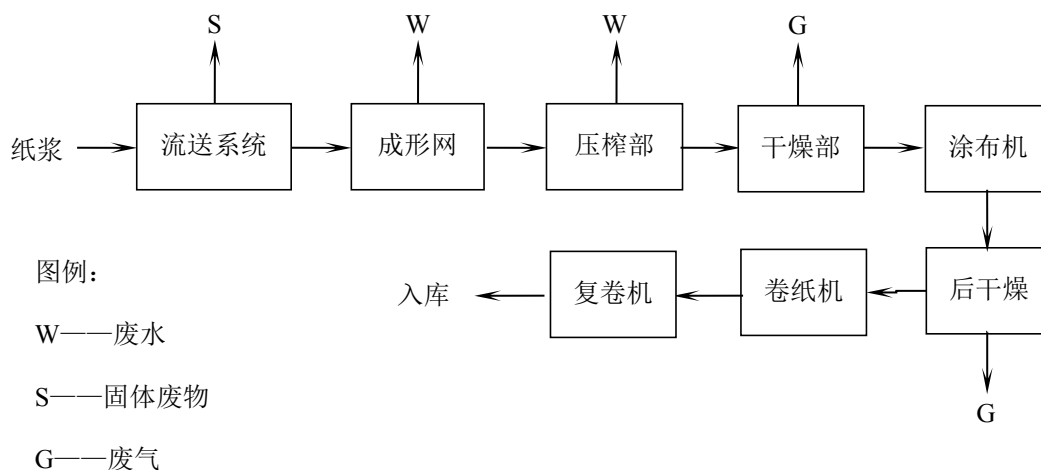 S
W
W
G
纸浆
流送系统
成形网
压榨部
干燥部
涂布机
入库
复卷机
卷纸机
后干燥
G
图例：
W——废水
S——固体废物
G——废气